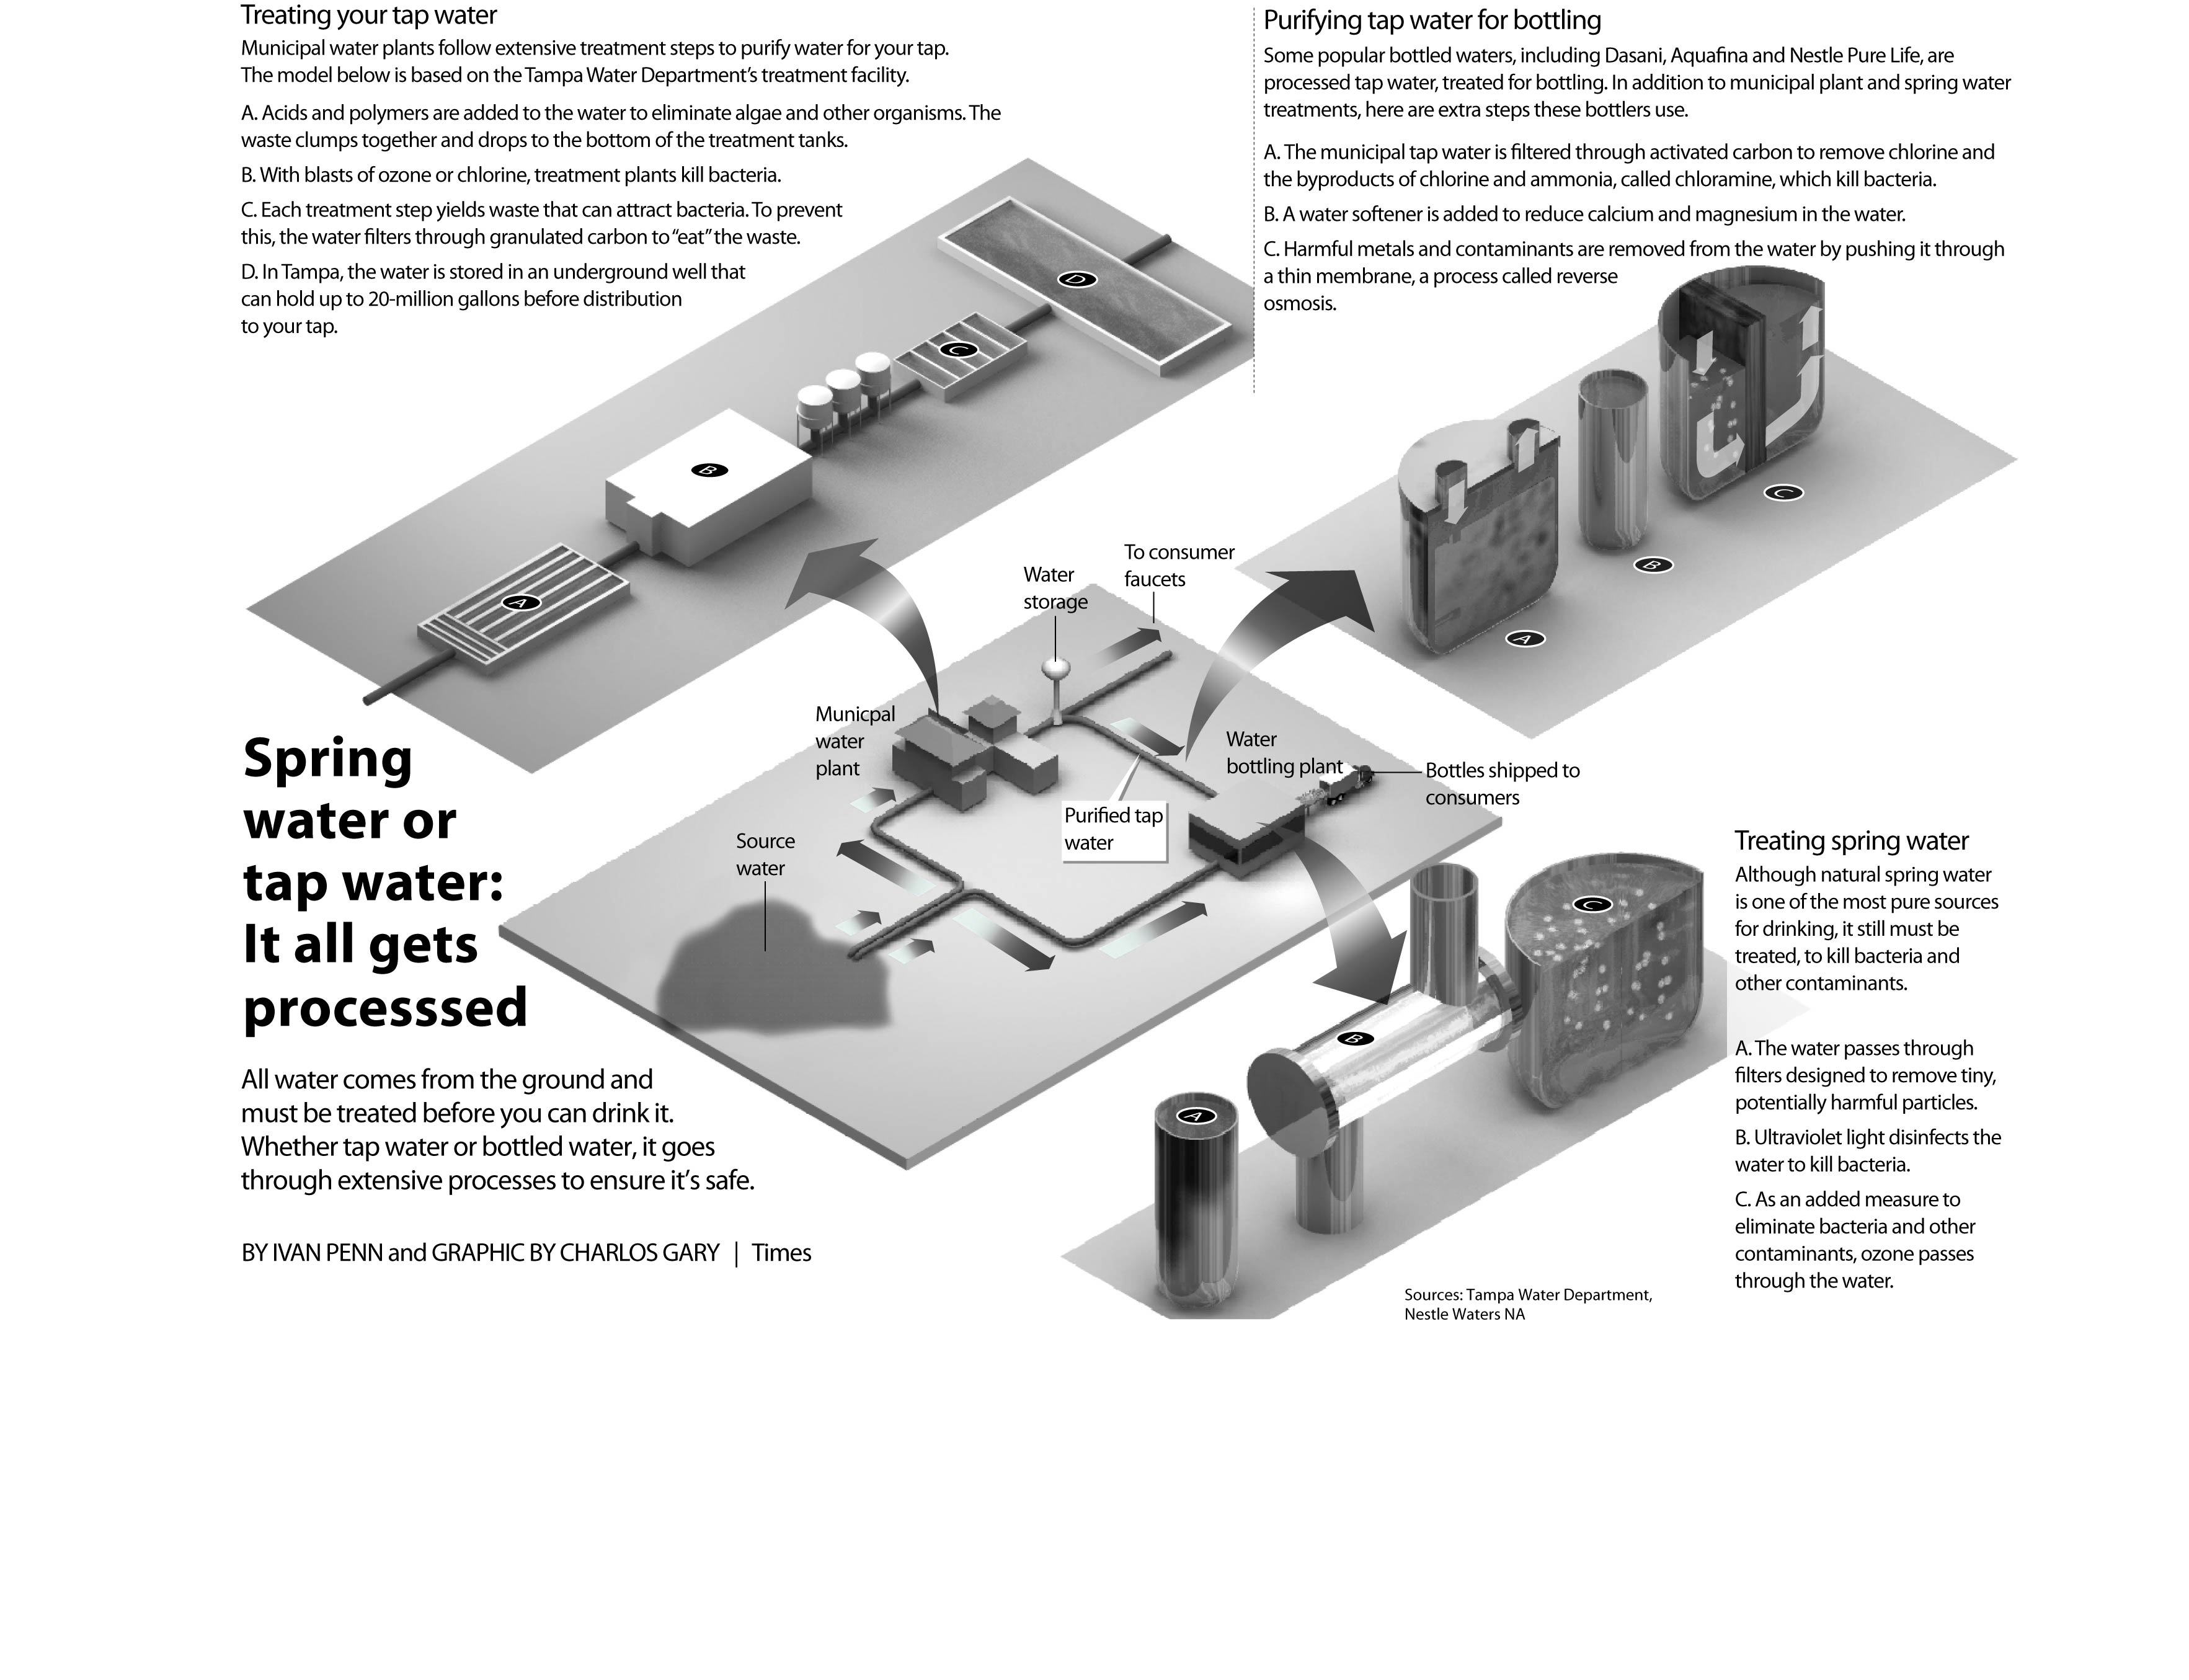 Treating your tap water
Municipal water plants follow extensive treatment steps to purify water for your tap.
The model below is based on the Tampa Water Department's treatment facility.
A. Acids and polymers are added to the water to eliminate algae and other organisms. The
waste clumps together and drops to the bottom of the treatment tanks.
B. With blasts of ozone or chlorine, treatment plants kill bacteria.
C. Each treatment step yields waste that can attract bacteria. To prevent
this, the water filters through granulated carbon to “eat” the waste.
D. In Tampa, the water is stored in an underground well that
can hold up to 20-million gallons before distribution
to your tap.
D
C
B
A
Purifying tap water for bottling
Some popular bottled waters, including Dasani, Aquafina and Nestle Pure Life, are
processed tap water, treated for bottling. In addition to municipal plant and spring water
treatments, here are extra steps these bottlers use.
A. The municipal tap water is filtered through activated carbon to remove chlorine and
the byproducts of chlorine and ammonia, called chloramine, which kill bacteria.
B. A water softener is added to reduce calcium and magnesium in the water.
C. Harmful metals and contaminants are removed from the water by pushing it through
a thin membrane, a process called reverse
osmosis.
C
B
A
To consumer
faucets
Water
storage
Municpal
water
plant
Water
bottling plant
Bottles shipped to
consumers
Purified tap
water
Source
water
Spring
water or
tap water:
It all gets
processsed
All water comes from the ground and
must be treated before you can drink it.
Whether tap water or bottled water, it goes
through extensive processes to ensure it's safe.
BY IVAN PENN and GRAPHIC BY CHARLOS GARY | Times
Treating spring water
Although natural spring water
is one of the most pure sources
for drinking, it still must be
treated, to kill bacteria and
other contaminants.
A. The water passes through
filters designed to remove tiny,
potentially harmful particles.
B. Ultraviolet light disinfects the
water to kill bacteria.
C. As an added measure to
eliminate bacteria and other
contaminants, ozone passes
through the water.
C
B
A
Sources: Tampa Water Department,
Nestle Waters NA